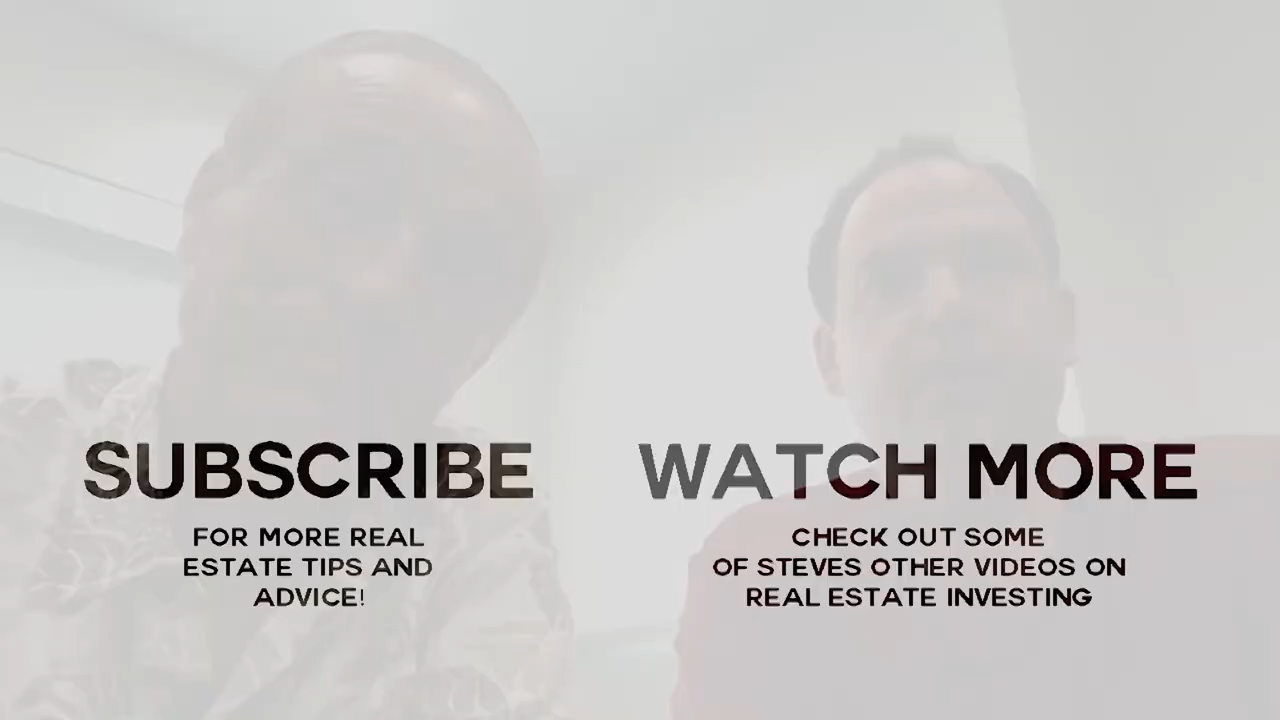 SUBSCRIBE
FOR MORE REAL
ESTATE TIPS AND
ADVICE!
WATCH MORE
CHECK OUT SOME
OF STEVES OTHER VIDEOS ON
REAL ESTATE INVESTING